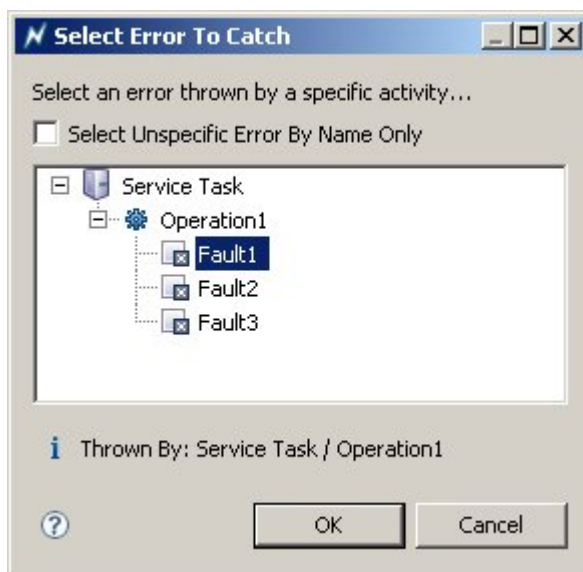 Select Error To Catch
Select an error thrown by a specific activity...
Select Unspecific Error By Name Only
Service Task
Operation1
Fault1
Fault2
Fault3
Thrown By: Service Task / Operation1
OK Cancel